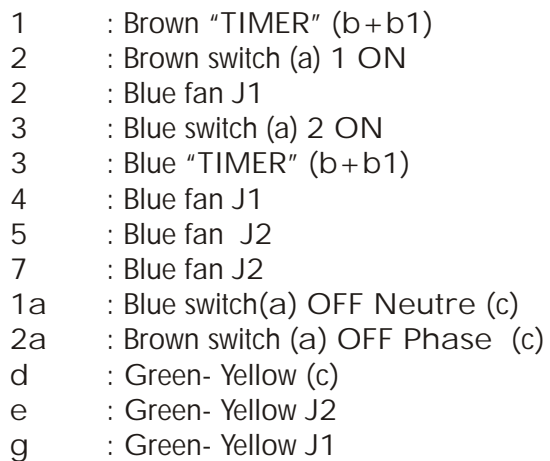 1 : Brown “TIMER” (b+b1)
2 : Brown switch (a) 1 ON
2 : Blue fan J1
3 : Blue switch (a) 2 ON
3 : Blue “TIMER” (b+b1)
4 : Blue fan J1
5 : Blue fan J2
7 : Blue fan J2
1a : Blue switch(a) OFF Neutre (c)
2a : Brown switch (a) OFF Phase (c)
d : Green- Yellow (c)
e : Green- Yellow J2
g : Green- Yellow J1